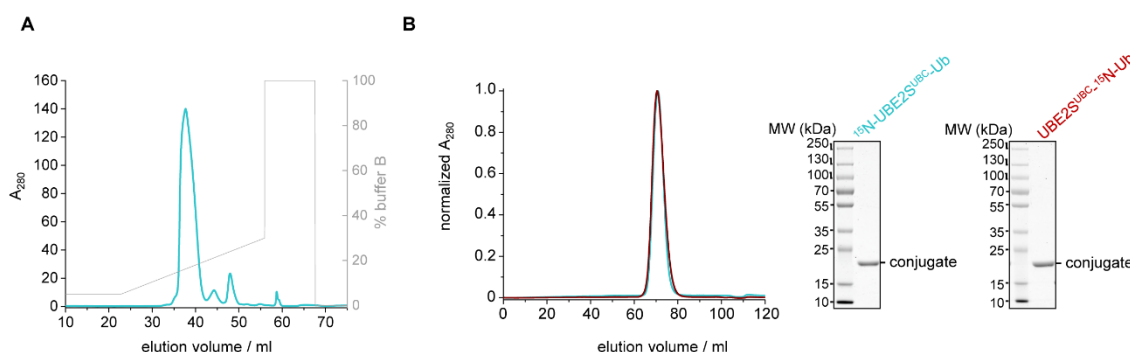 A
160
140
120
100
80
60
40
20
0
A280
100
80
60
40
20
0
% buffer B
10 20 30 40 50 60 70
elution volume / ml
B
1.0
0.8
0.6
0.4
0.2
0
normalized A280
0 20 40 60 80 100 120
elution volume / ml
15N-UBE2SUBC-Ub
MW (kDa)
250
130
100
70
55
35
25
15
10
conjugate
UBE2SUBC-15N-Ub
MW (kDa)
250
130
100
70
55
35
25
15
10
conjugate